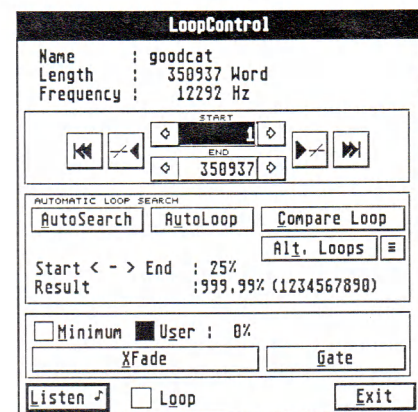 LoopControl
Name : goodcat
Length : 350937 Word
Frequency : 12292 Hz
START
1
END
350937
AUTOMATIC LOOP SEARCH
AutoSearch AutoLoop Compare Loop
Alt. Loops
Start < - > End : 25%
Result :999.99% (1234567890)
Minimum User : 0%
XFade Gate
Listen ♪ Loop Exit